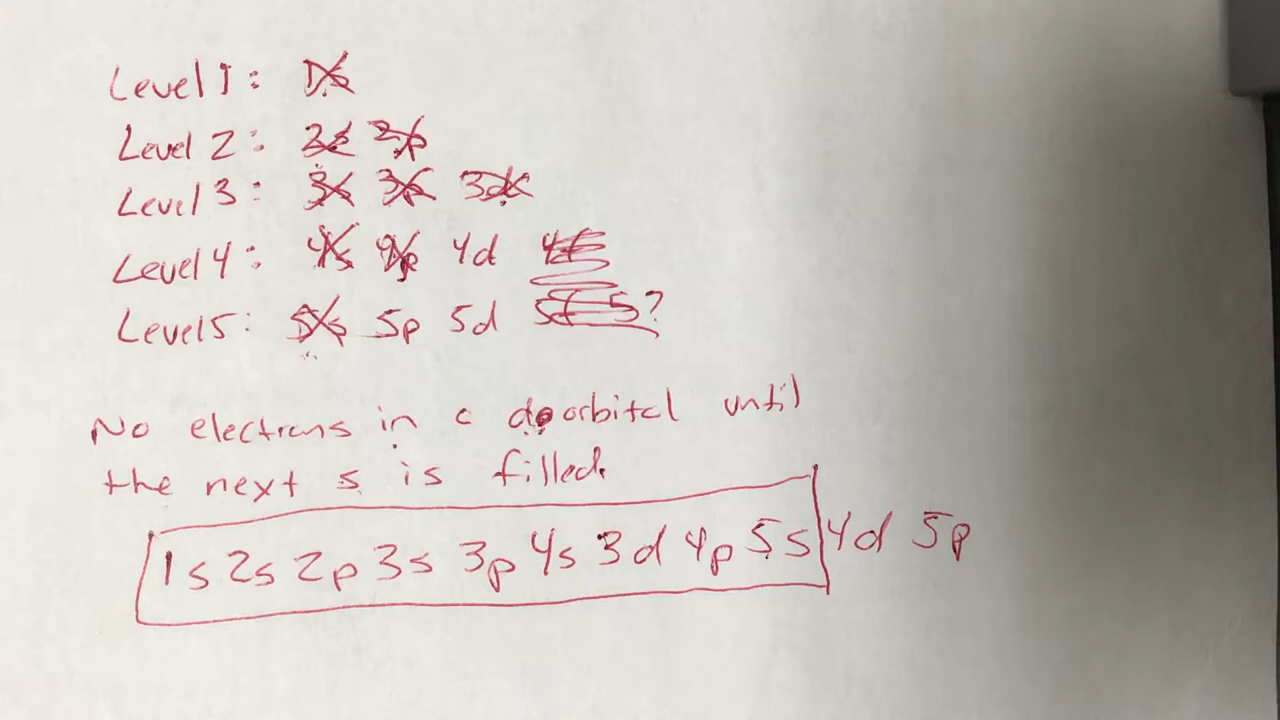 Level 1: 1s
Level 2: 2s 2p
Level 3: 3s 3p 3d
Level 4: 4s 4p 4d 4f
Level 5: 5s 5p 5d 5f 5?
No electrons in a d orbital until
the next s is filled.
1s 2s 2p 3s 3p 4s 3d 4p 5s 4d 5p